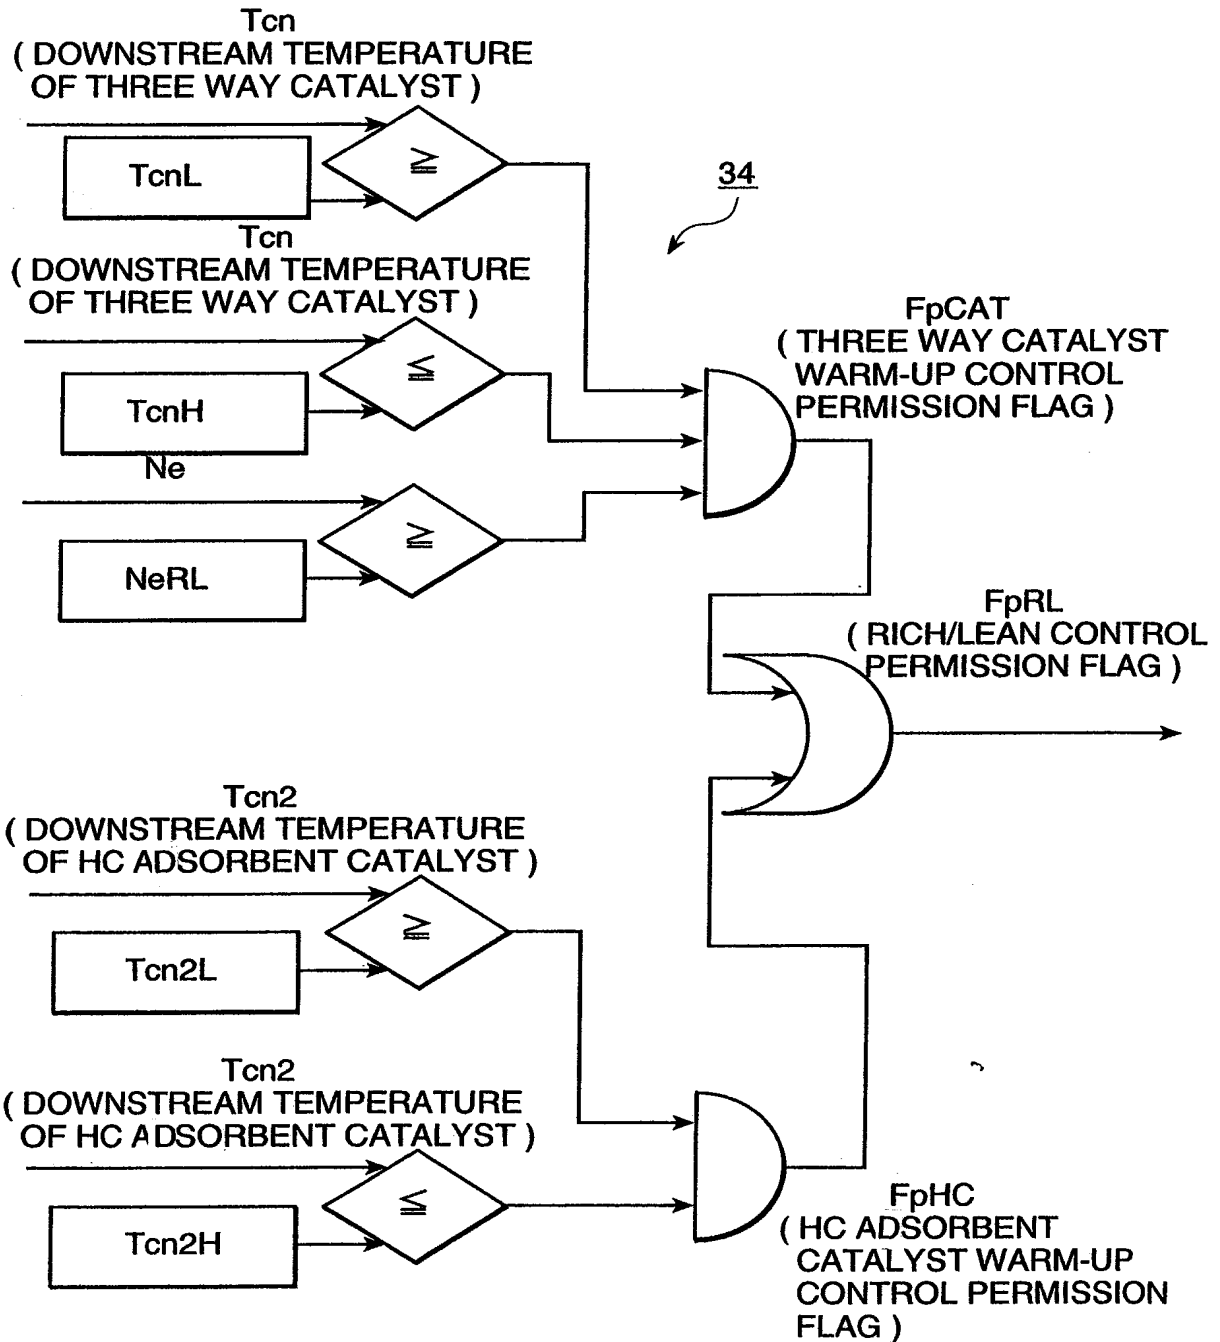 Tcn
( DOWNSTREAM TEMPERATURE
OF THREE WAY CATALYST )
TcnL
≧
34
Tcn
( DOWNSTREAM TEMPERATURE
OF THREE WAY CATALYST )
TcnH
≦
FpCAT
( THREE WAY CATALYST
WARM-UP CONTROL
PERMISSION FLAG )
Ne
NeRL
≧
FpRL
( RICH/LEAN CONTROL
PERMISSION FLAG )
Tcn2
( DOWNSTREAM TEMPERATURE
OF HC ADSORBENT CATALYST )
Tcn2L
≧
Tcn2
( DOWNSTREAM TEMPERATURE
OF HC ADSORBENT CATALYST )
Tcn2H
≦
FpHC
( HC ADSORBENT
CATALYST WARM-UP
CONTROL PERMISSION
FLAG )